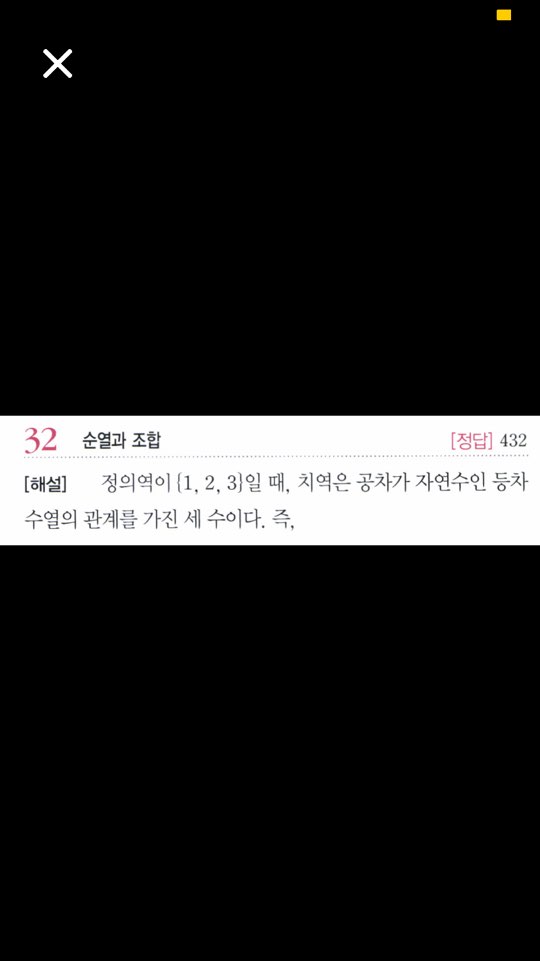 32 순열과 조합 [정답] 432
[해설] 정의역이 {1, 2, 3}일 때, 치역은 공차가 자연수인 등차
수열의 관계를 가진 세 수이다. 즉,